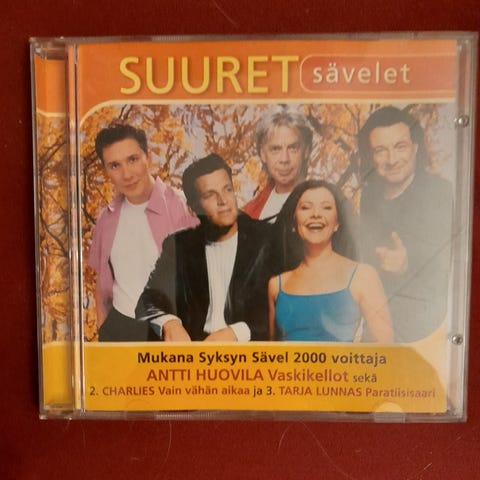 SUURET sävelet
Mukana Syksyn Sävel 2000 voittaja
ANTTI HUOVILA Vaskikellot sekä
2. CHARLIES Vain vähän aikaa ja 3. TARJA LUNNAS Paratiisisaari